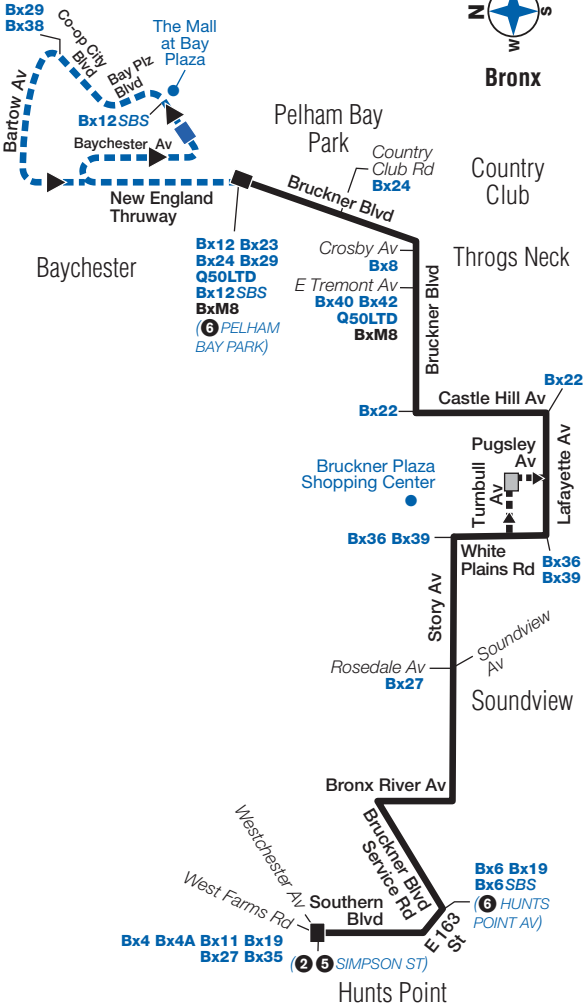 Bx29
Bx38
Co-op City
Blvd
Bay Plz
Blvd
The Mall
at Bay
Plaza
N
S
W
Bronx
Bartow Av
Bx12 SBS
Baychester Av
New England
Thruway
Pelham Bay
Park
Country
Club Rd
Bx24
Country
Club
Bruckner Blvd
Baychester
Bx12 Bx23
Bx24 Bx29
Q50LTD
Bx12 SBS
BxM8
(6 PELHAM
BAY PARK)
Crosby Av
Bx8
Throgs Neck
E Tremont Av
Bx40 Bx42
Q50LTD
BxM8
Bruckner Blvd
Bx22
Castle Hill Av
Bx22
Pugsley
Av
Turnbull
Av
Lafayette Av
Bruckner Plaza
Shopping Center
Bx36 Bx39
White
Plains Rd
Bx36
Bx39
Story Av
Rosedale Av
Bx27
Soundview
Av
Soundview
Bronx River Av
Bruckner Blvd
Service Rd
Westchester Av
West Farms Rd
Southern
Blvd
E 163
St
Bx6 Bx19
Bx6 SBS
(6 HUNTS
POINT AV)
Bx4 Bx4A Bx11 Bx19
Bx27 Bx35
(2 5 SIMPSON ST)
Hunts Point